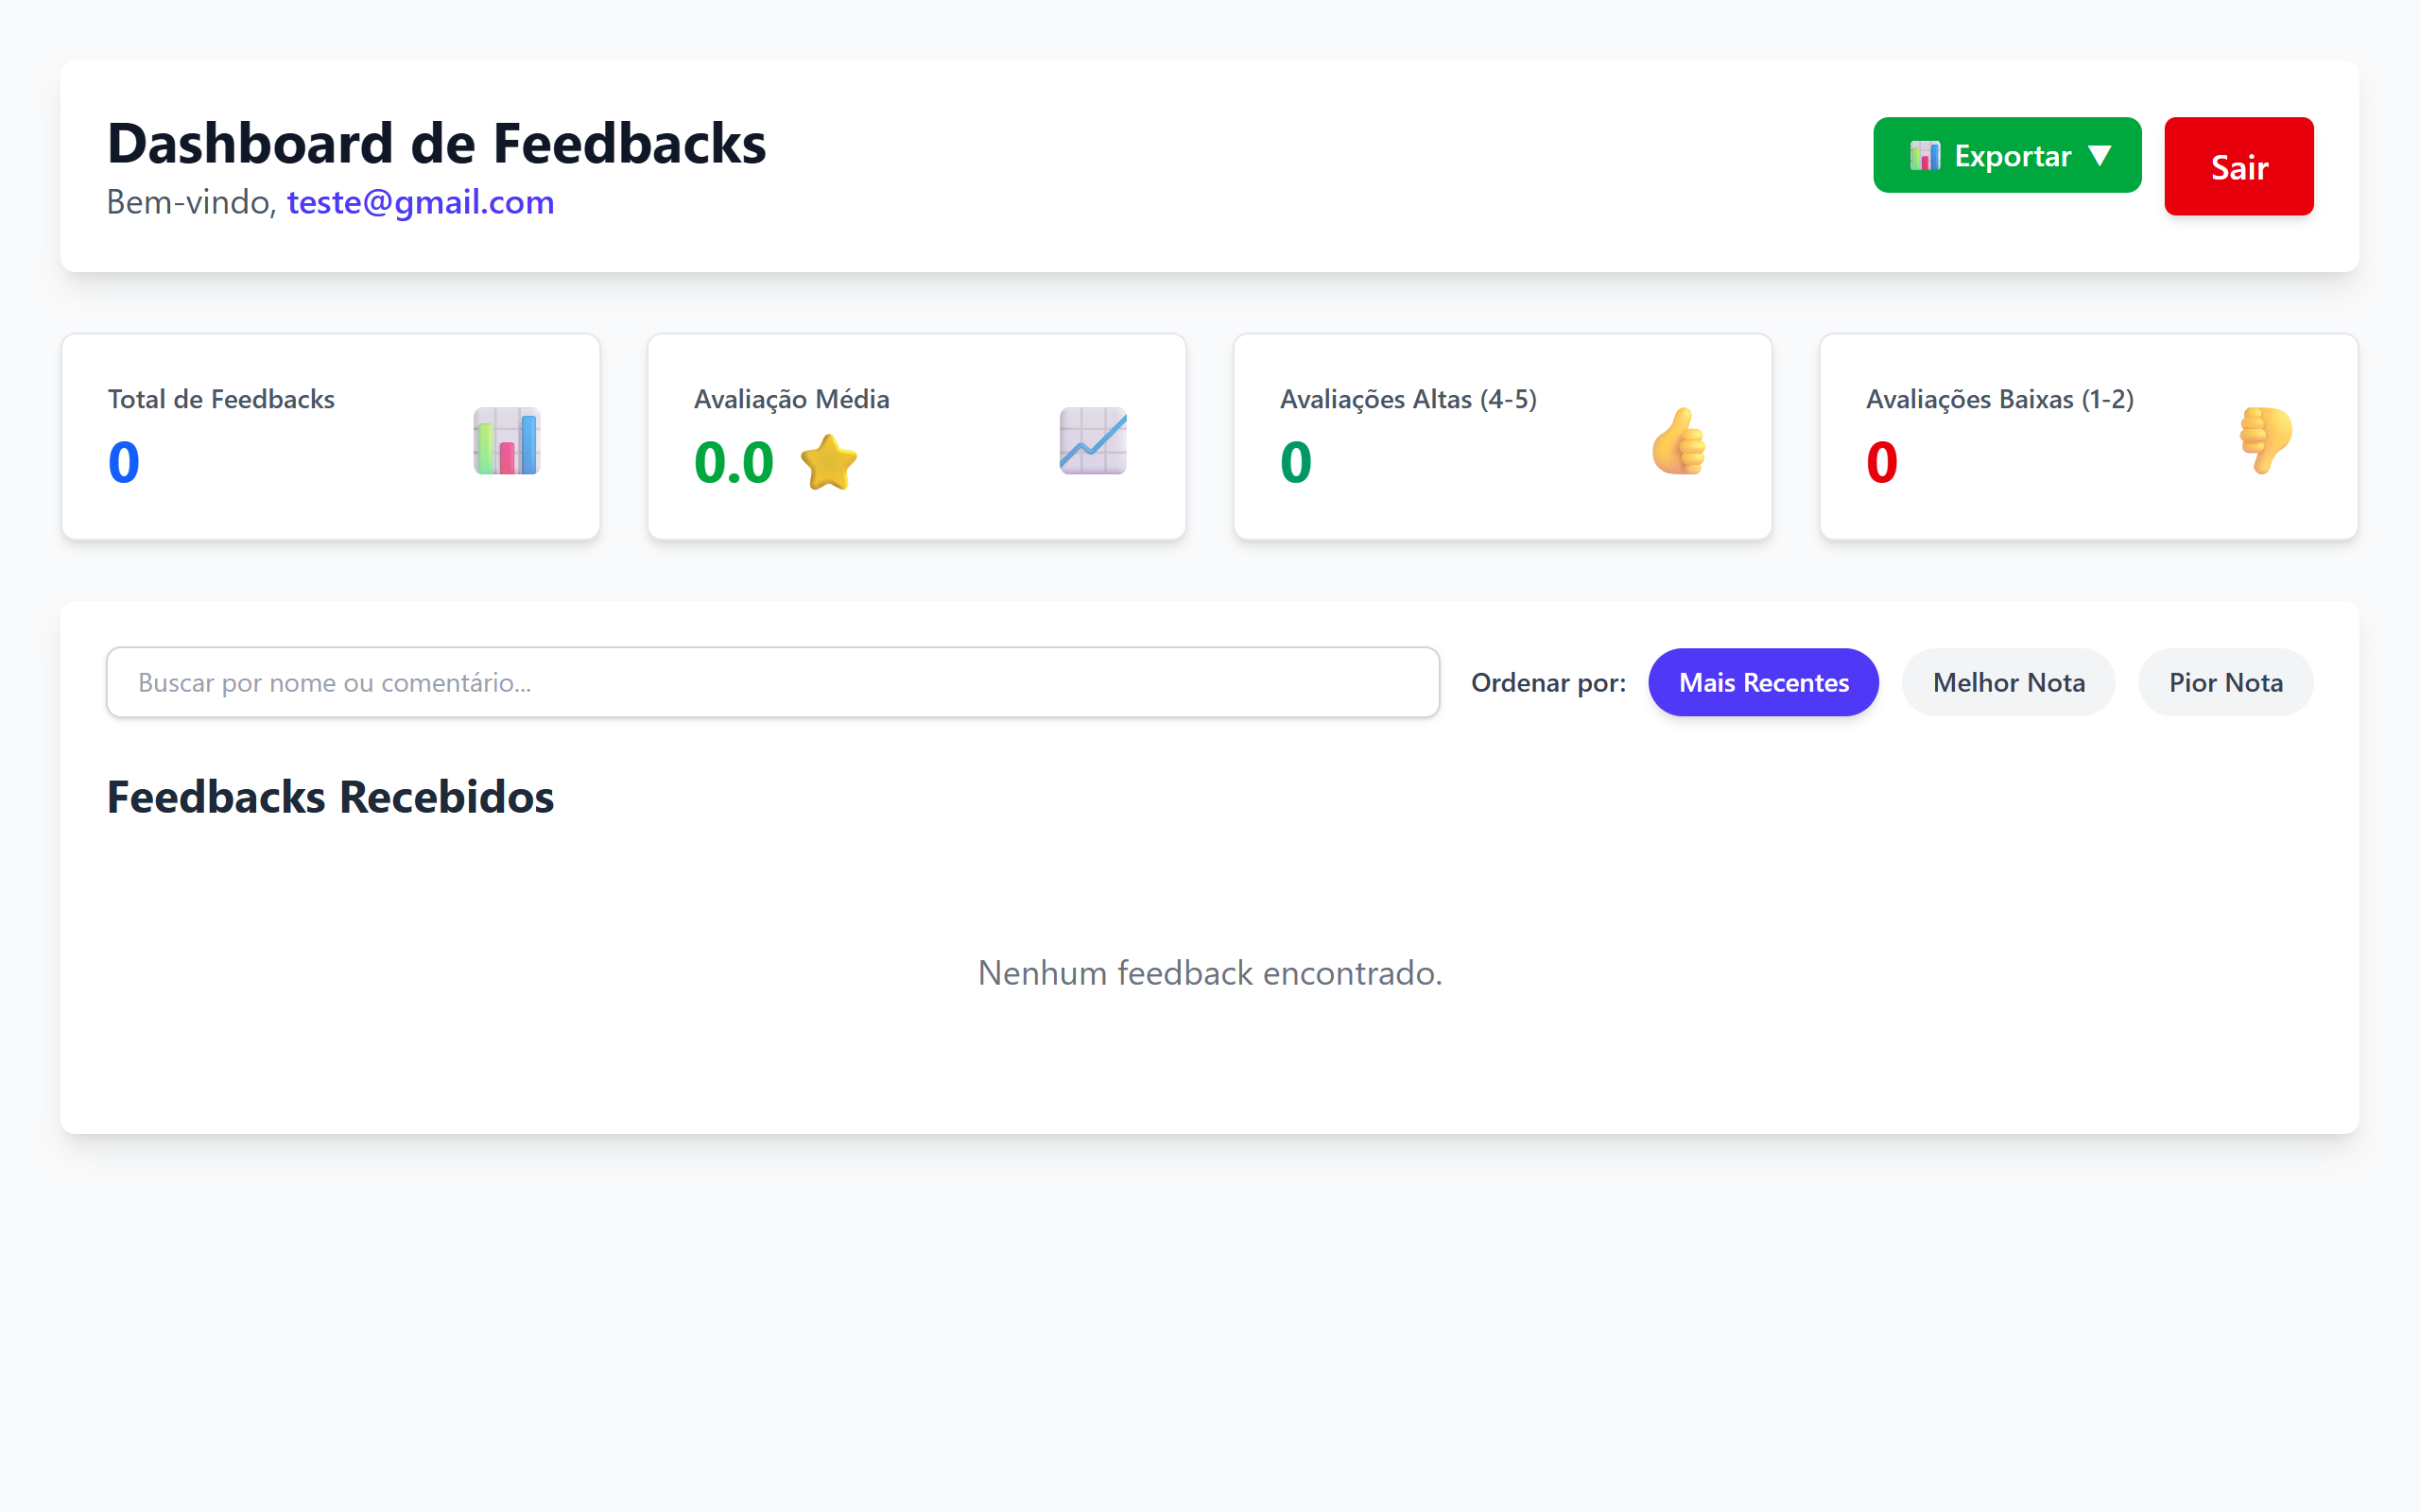 Dashboard de Feedbacks
Bem-vindo, teste@gmail.com
Exportar ▼
Sair
Total de Feedbacks
0
Avaliação Média
0.0
Avaliações Altas (4-5)
0
Avaliações Baixas (1-2)
0
Buscar por nome ou comentário...
Ordenar por: Mais Recentes Melhor Nota Pior Nota
Feedbacks Recebidos
Nenhum feedback encontrado.